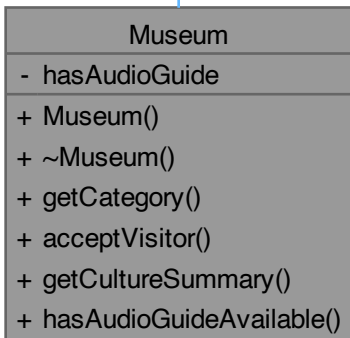 Museum
- hasAudioGuide
+ Museum()
+ ~Museum()
+ getCategory()
+ acceptVisitor()
+ getCultureSummary()
+ hasAudioGuideAvailable()